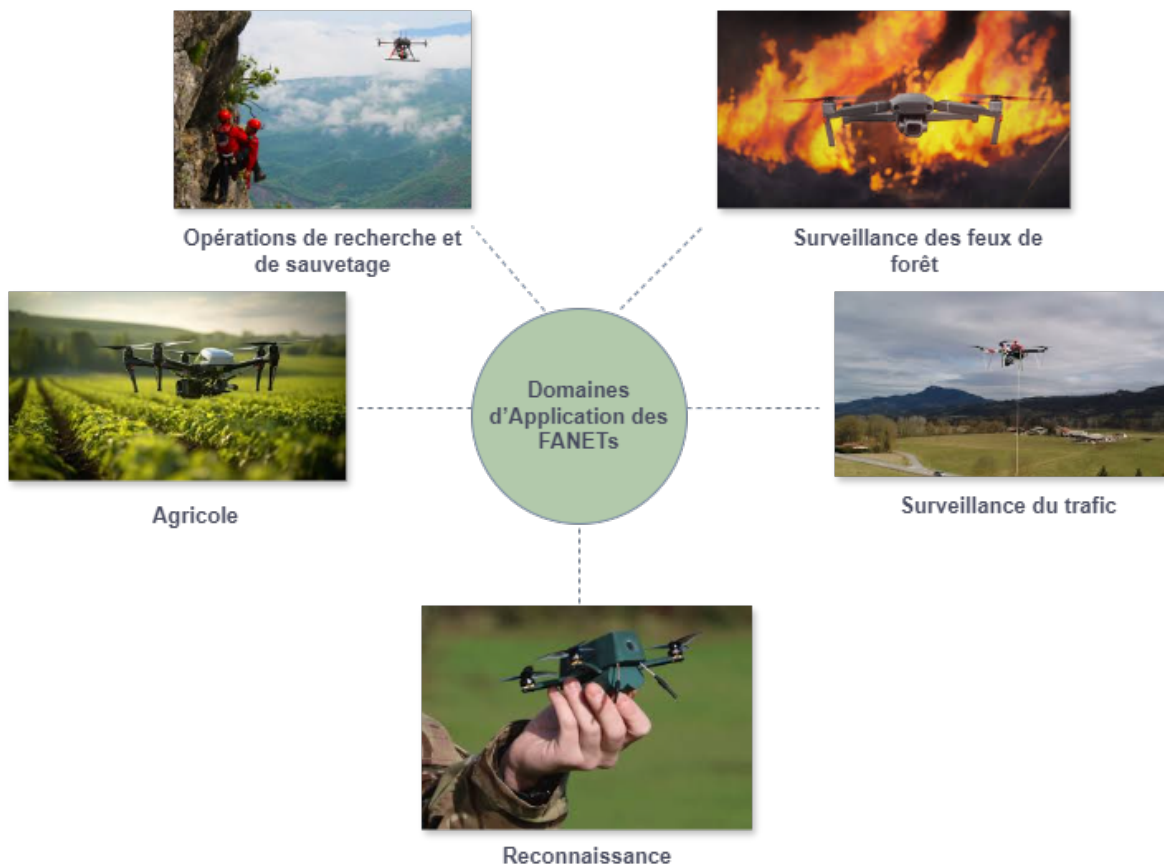 Opérations de recherche et
de sauvetage
Surveillance des feux de
forêt
Domaines
d’Application des
FANETs
Agricole
Surveillance du trafic
Reconnaissance